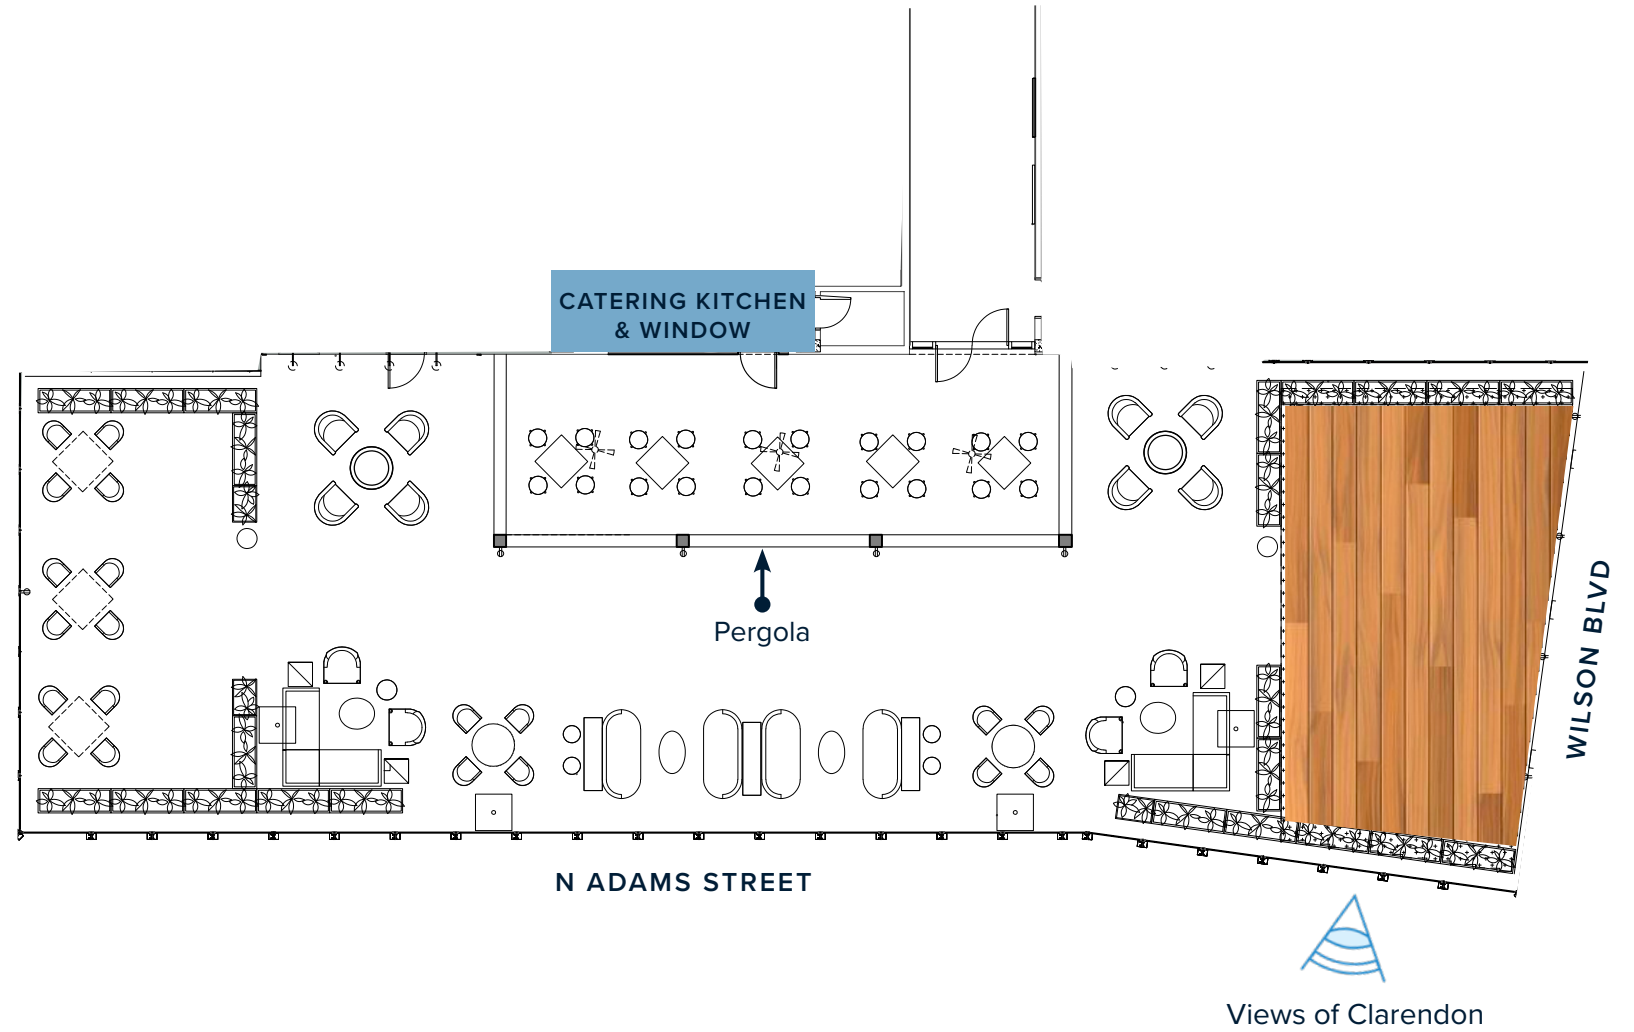 CATERING KITCHEN
& WINDOW
Pergola
WILSON BLVD
N ADAMS STREET
Views of Clarendon